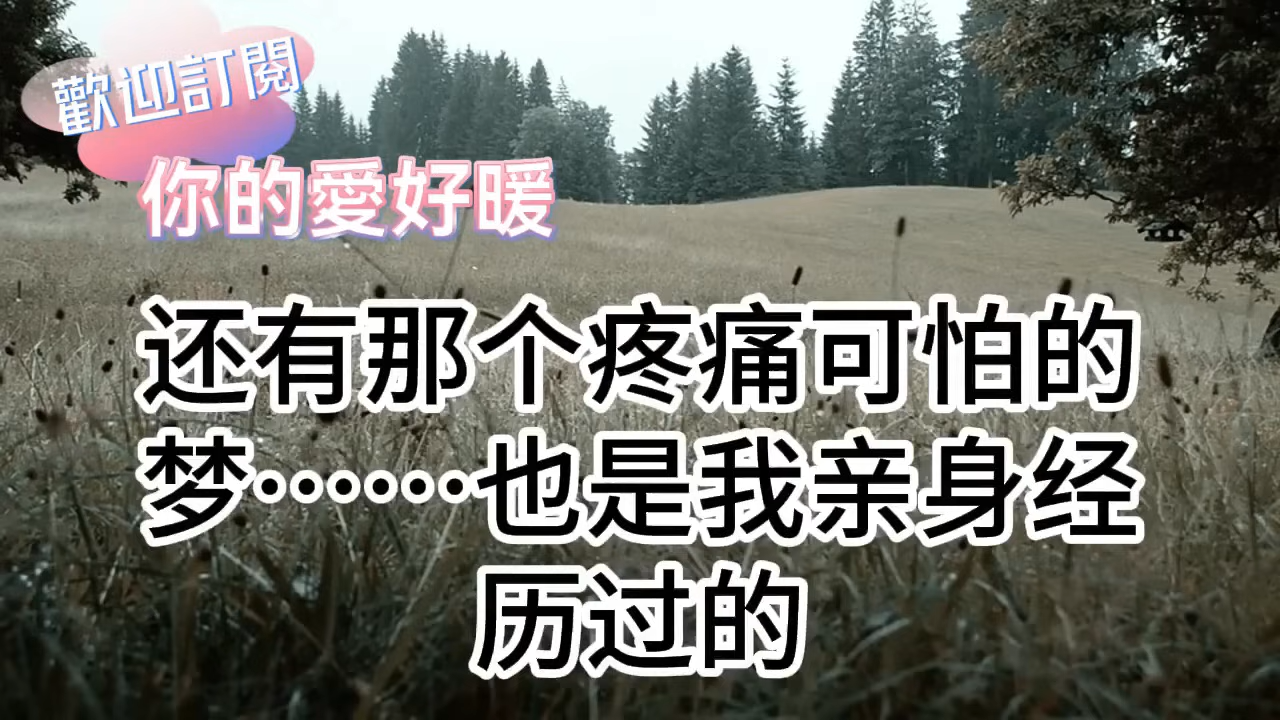 歡迎訂閱
你的愛好暖
还有那个疼痛可怕的
梦……也是我亲身经
历过的